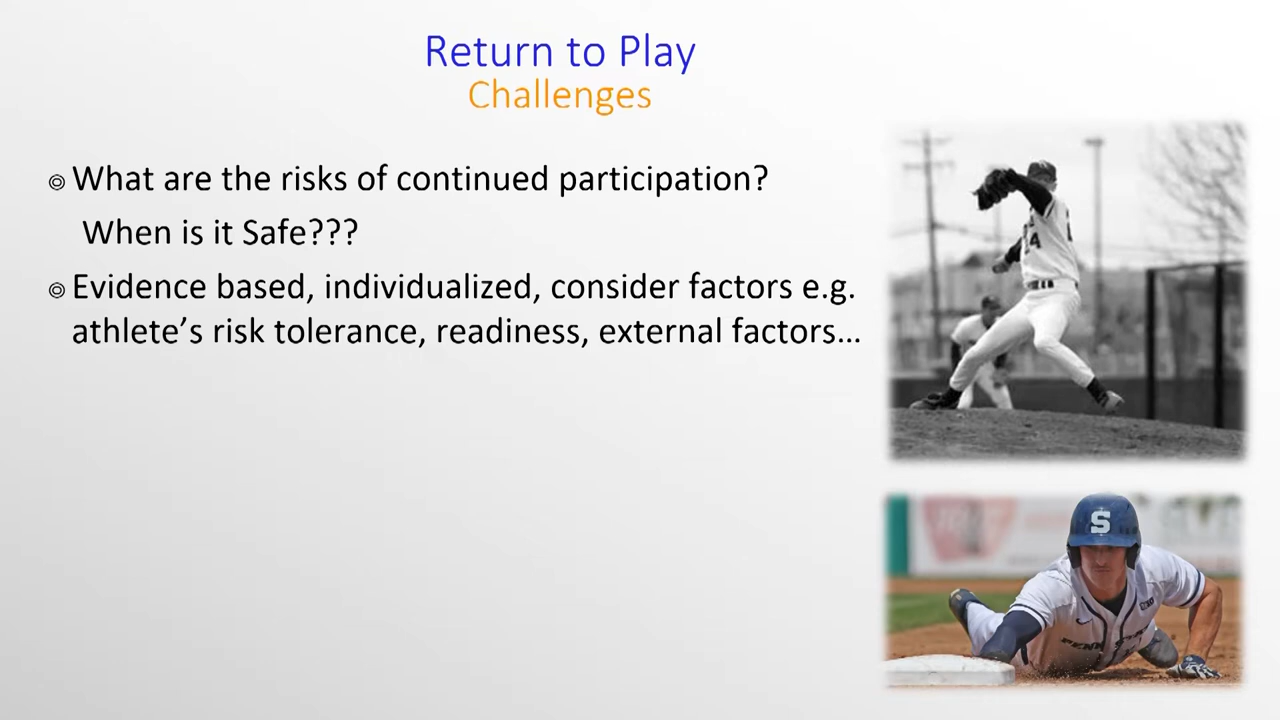 Return to Play
Challenges
What are the risks of continued participation?
When is it Safe???
Evidence based, individualized, consider factors e.g.
athlete’s risk tolerance, readiness, external factors…
S